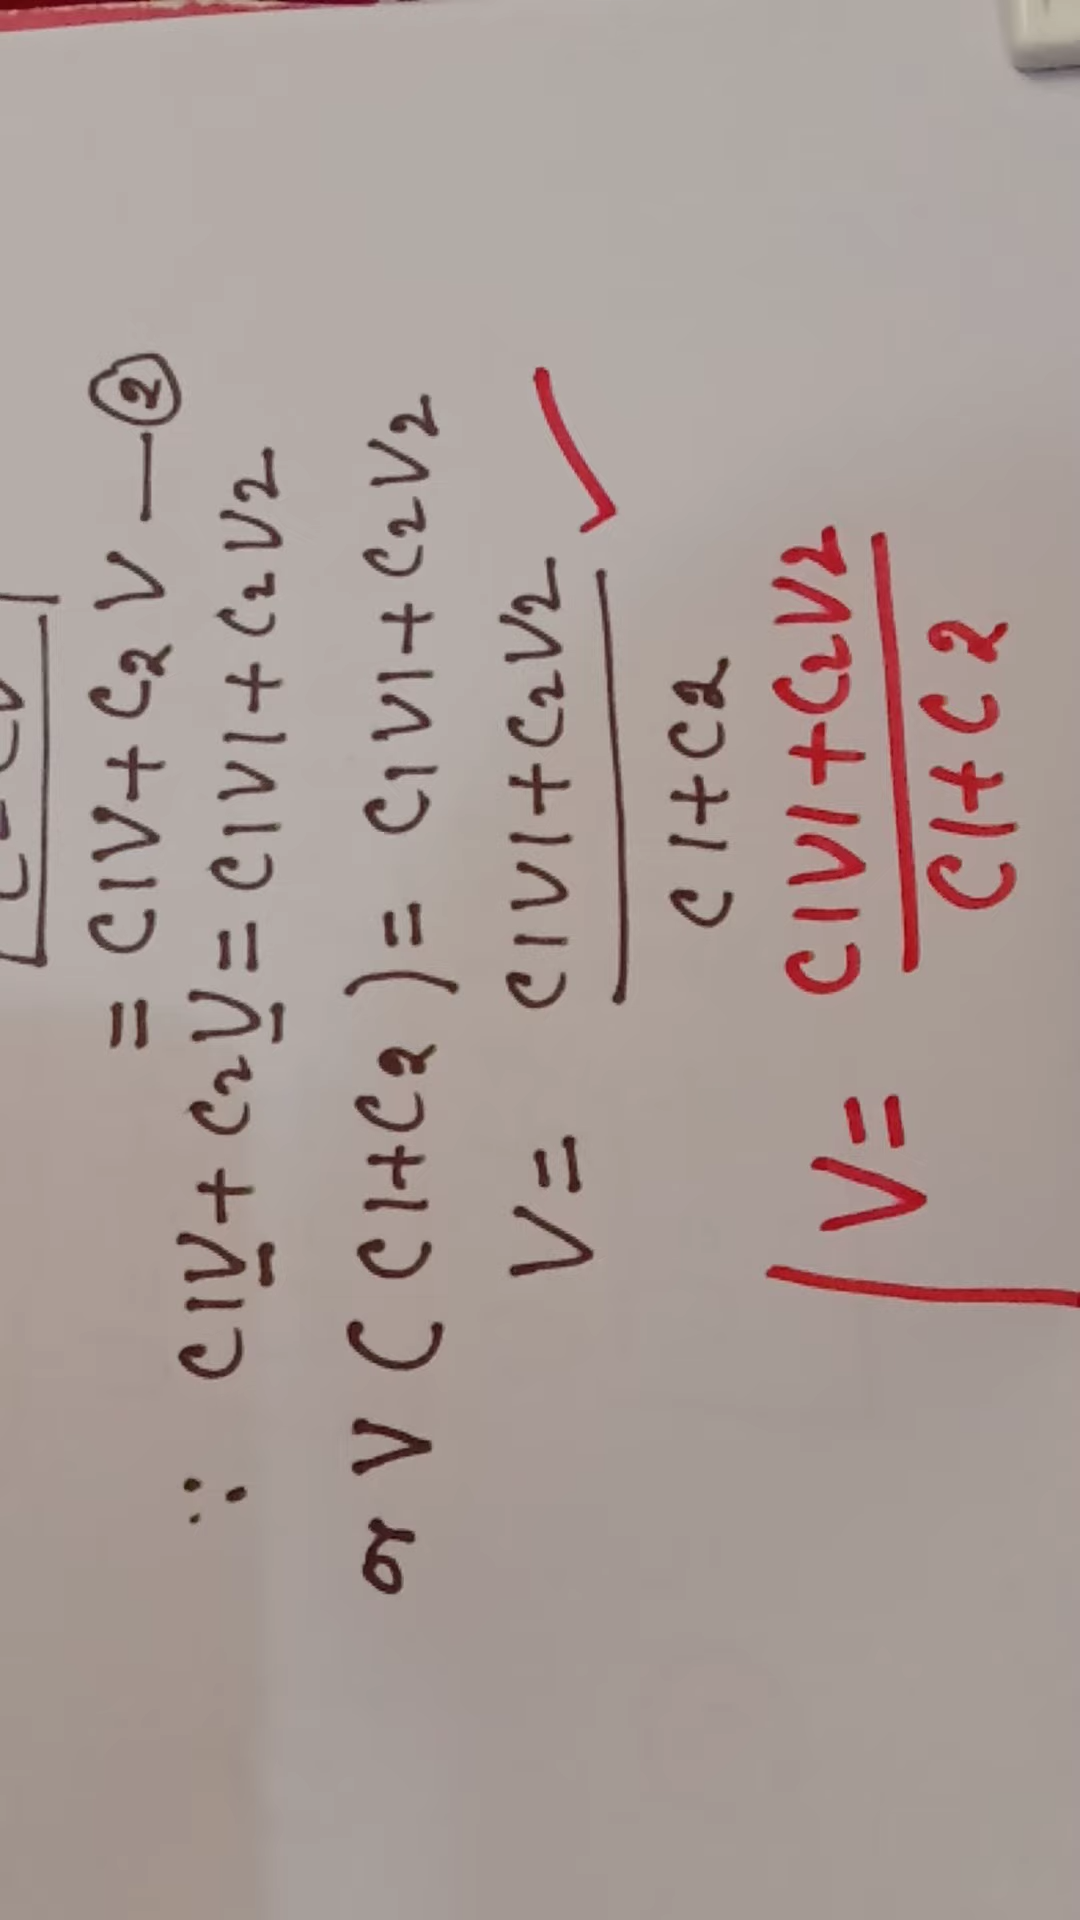 = C1V + C2V — ②
∴ C1V + C2V = C1V1 + C2V2
or V (C1+C2) = C1V1 + C2V2
V = C1V1+C2V2
C1+C2
V = C1V1+C2V2
C1+C2